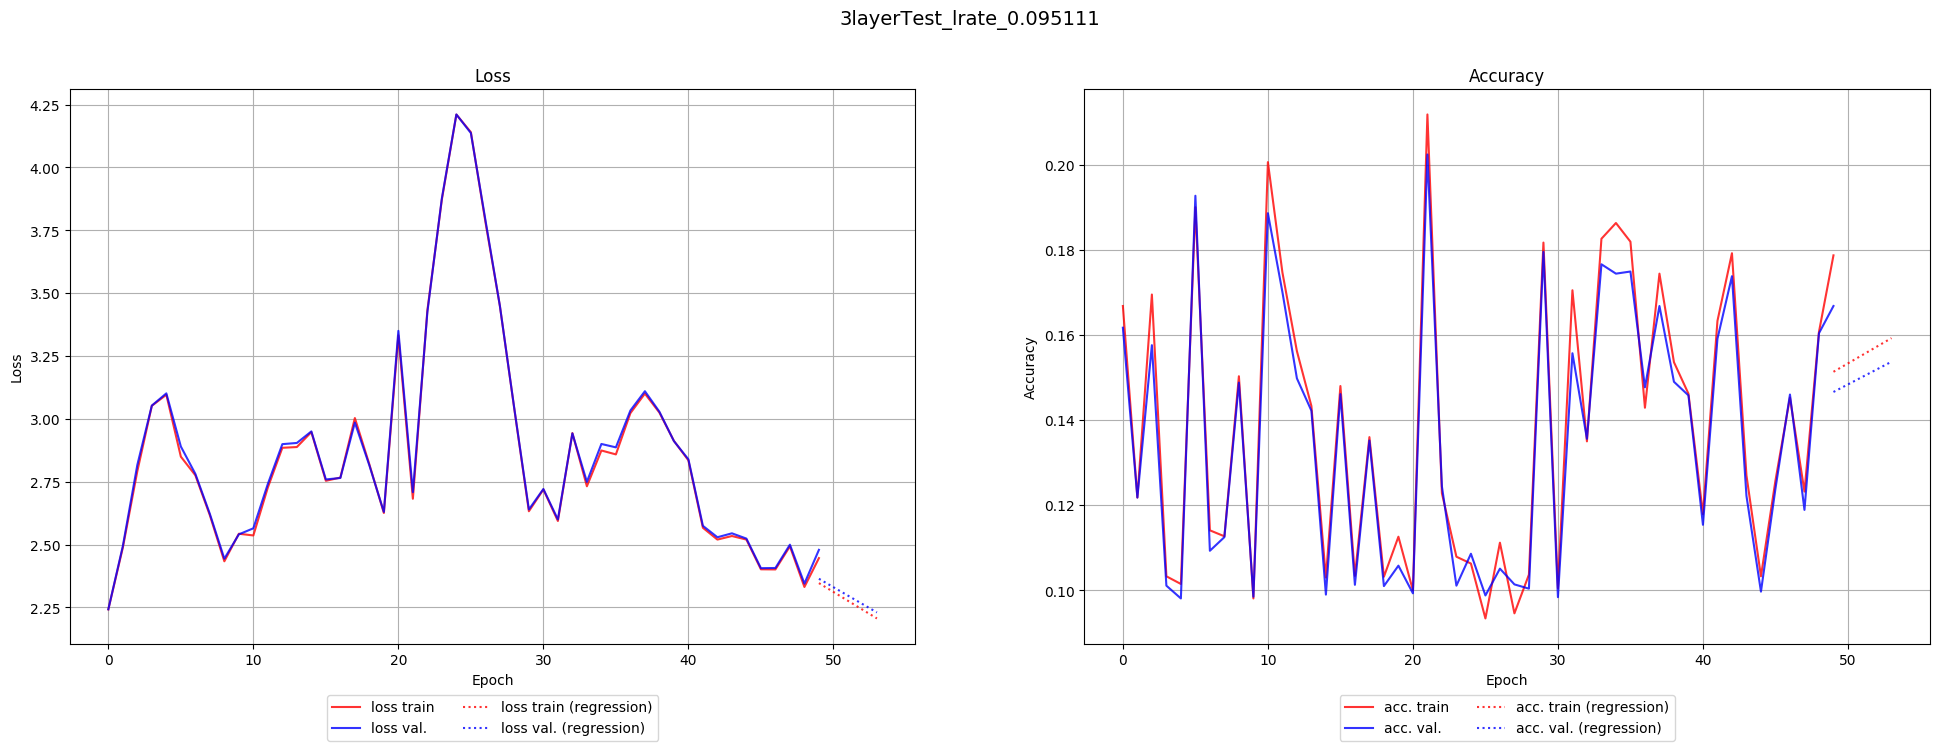 3layerTest_lrate_0.095111
Loss
4.25
4.00
3.75
3.50
3.25
3.00
2.75
2.50
2.25
Loss
0 10 20 30 40 50
Epoch
loss train loss train (regression)
loss val. loss val. (regression)
Accuracy
0.20
0.18
0.16
0.14
0.12
0.10
Accuracy
0 10 20 30 40 50
Epoch
acc. train acc. train (regression)
acc. val. acc. val. (regression)